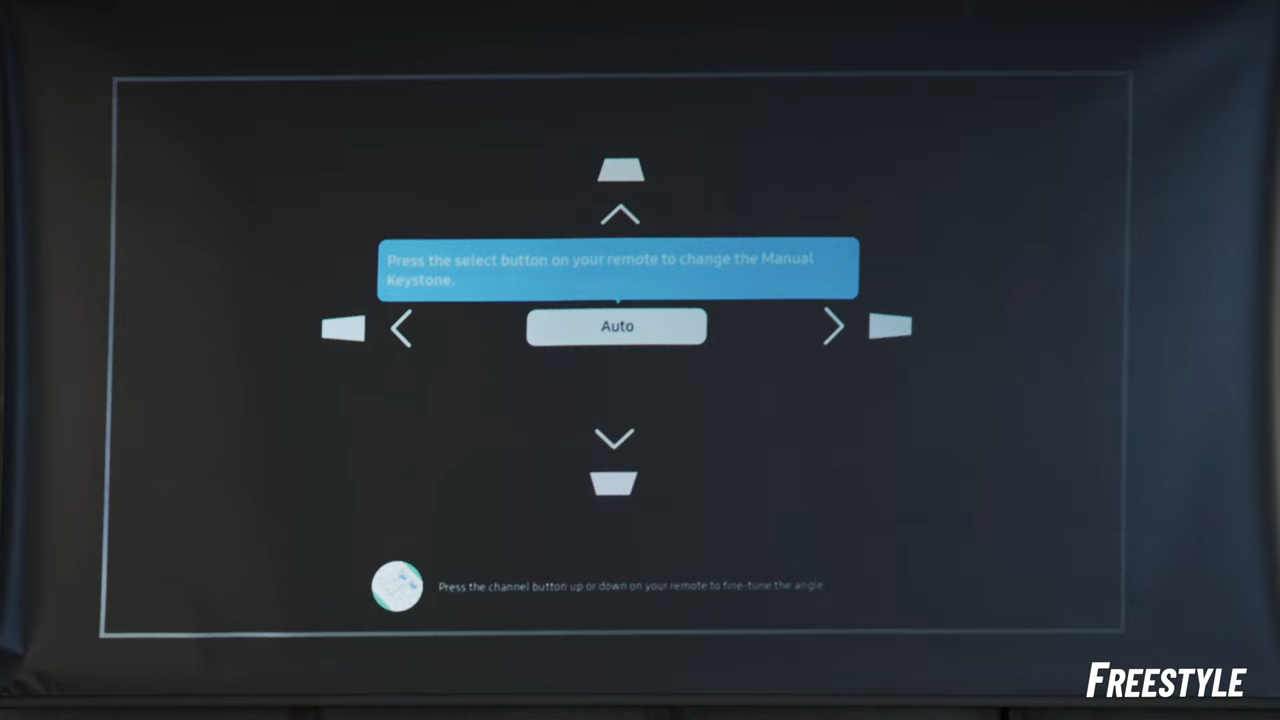 Press the select button on your remote to change the Manual
Keystone.
Auto
Press the channel button up or down on your remote to fine-tune the angle
FREESTYLE